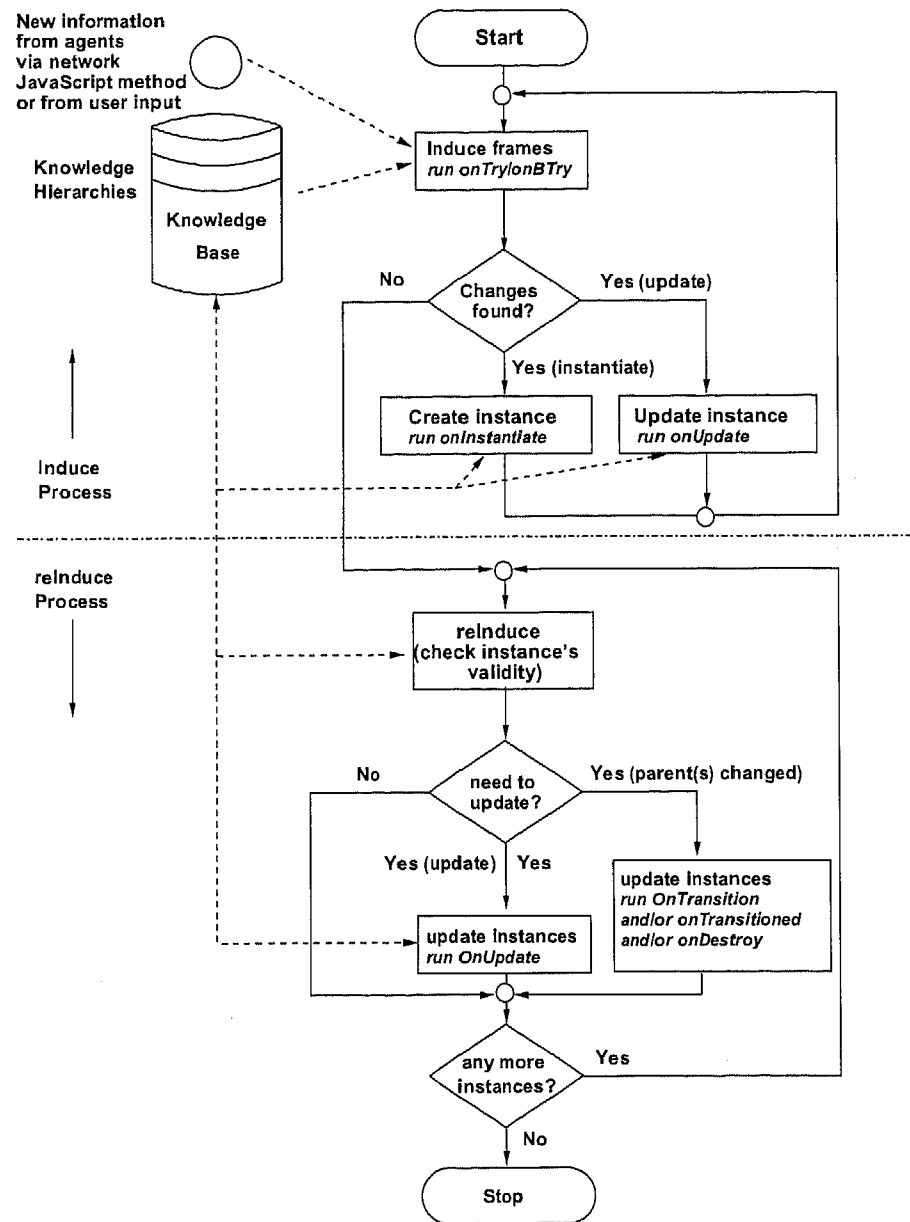 New information
from agents
via network
JavaScript method
or from user input
Start
Induce frames
run onTry/onBTry
Knowledge
Hierarchies
Knowledge
Base
No
Changes
found?
Yes (update)
Yes (instantiate)
Create instance
run onInstantiate
Update instance
run onUpdate
Induce
Process
reInduce
Process
reInduce
(check instance's
validity)
No
need to
update?
Yes (parent(s) changed)
Yes (update) Yes
update instances
run OnTransition
and/or onTransitioned
and/or onDestroy
update instances
run OnUpdate
any more
instances?
Yes
No
Stop